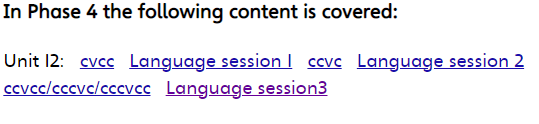 In Phase 4 the following content is covered:
Unit 12: cvcc Language session 1 ccvc Language session 2
ccvcc/cccvc/cccvcc Language session3